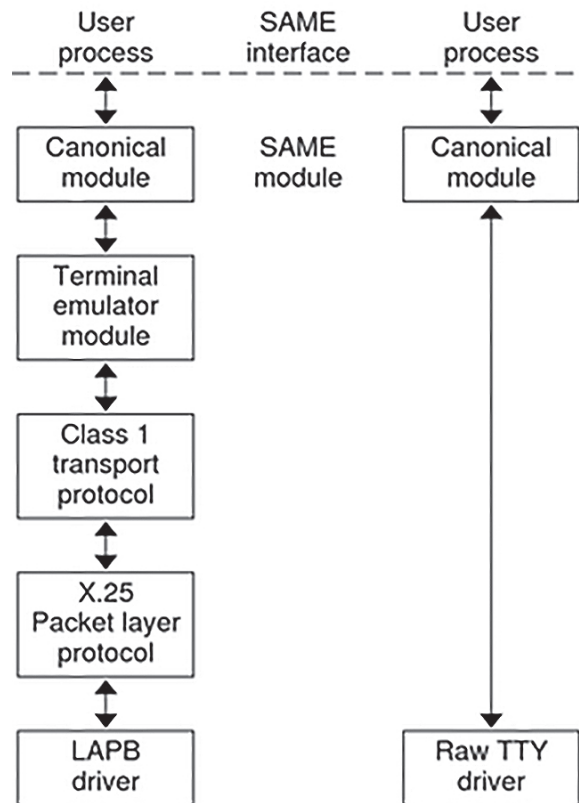 User
process
SAME
interface
User
process
Canonical
module
SAME
module
Canonical
module
Terminal
emulator
module
Class 1
transport
protocol
X.25
Packet layer
protocol
LAPB
driver
Raw TTY
driver